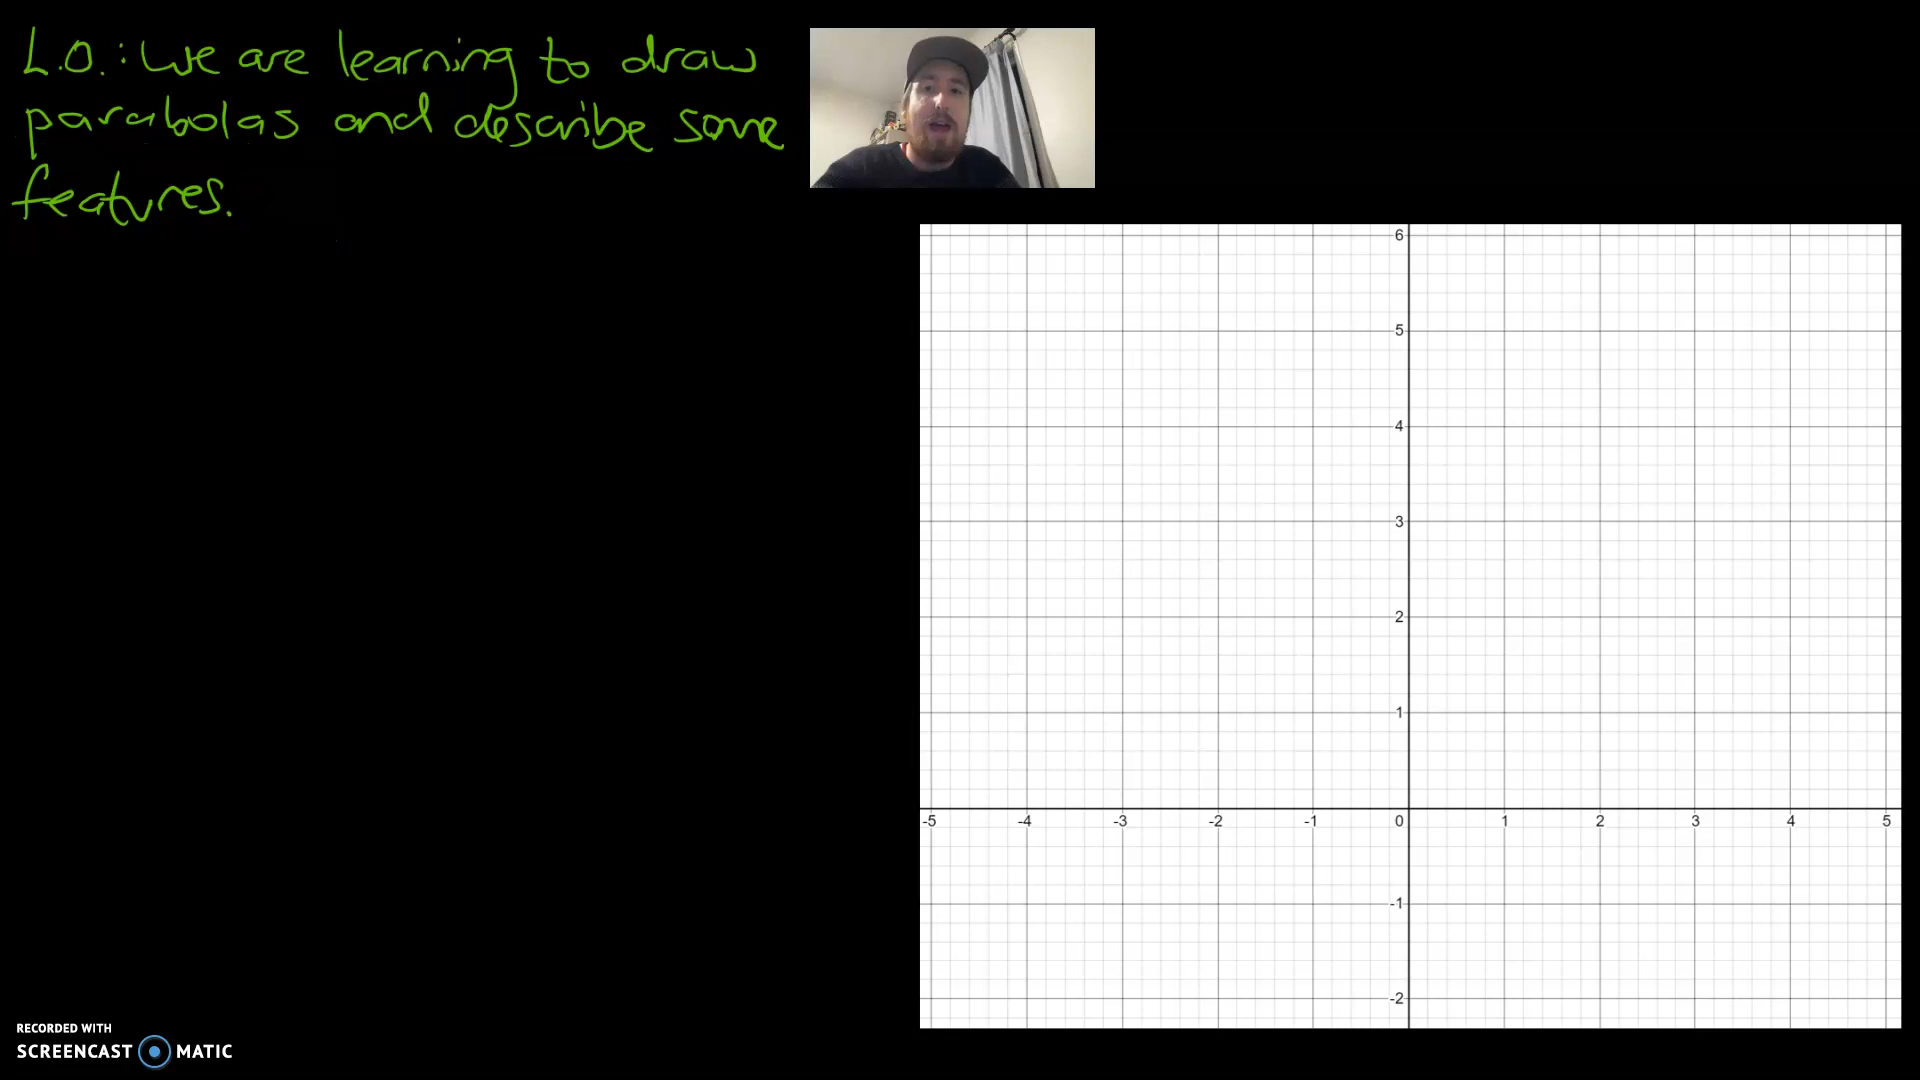 L.O.: We are learning to draw
parabolas and describe some
features.
6
5
4
3
2
1
-5 -4 -3 -2 -1 0 1 2 3 4 5
-1
-2
RECORDED WITH
SCREENCAST MATIC